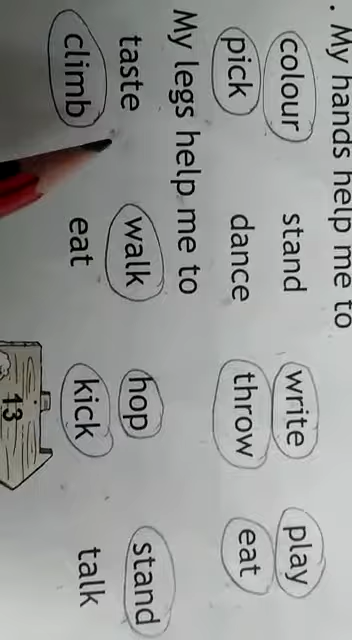 . My hands help me to
colour stand write play
pick dance throw eat
My legs help me to
taste walk hop stand
climb eat kick talk
13